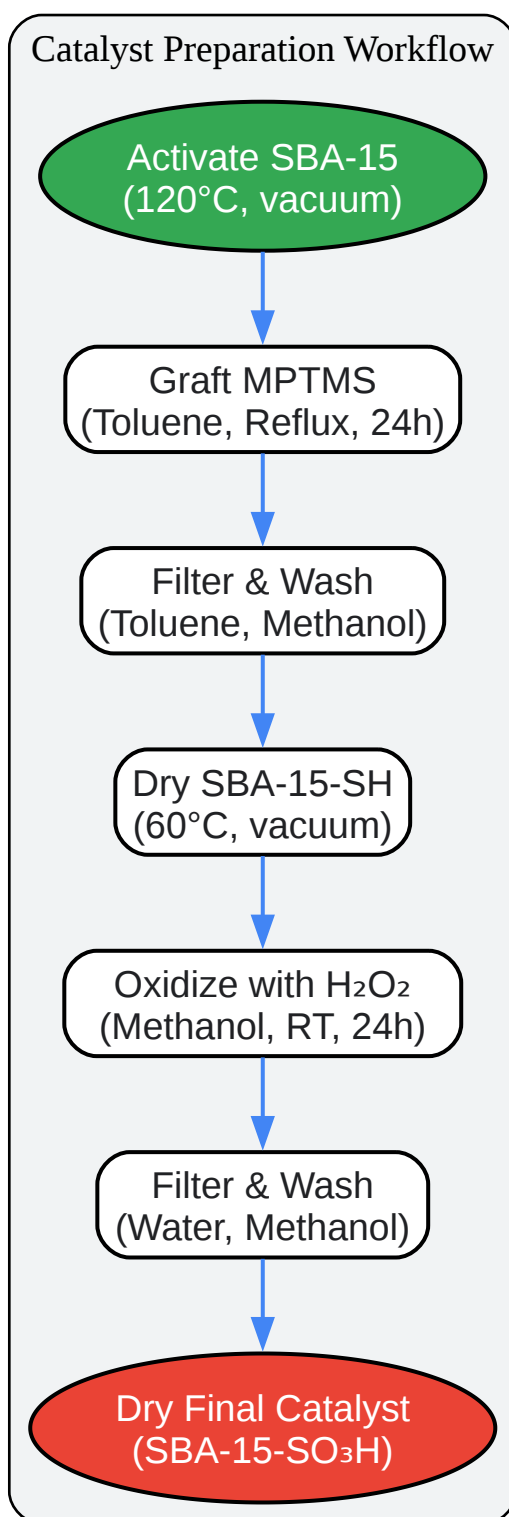 Catalyst Preparation Workflow
Activate SBA-15
(120°C, vacuum)
Graft MPTMS
(Toluene, Reflux, 24h)
Filter & Wash
(Toluene, Methanol)
Dry SBA-15-SH
(60°C, vacuum)
Oxidize with H₂O₂
(Methanol, RT, 24h)
Filter & Wash
(Water, Methanol)
Dry Final Catalyst
(SBA-15-SO₃H)